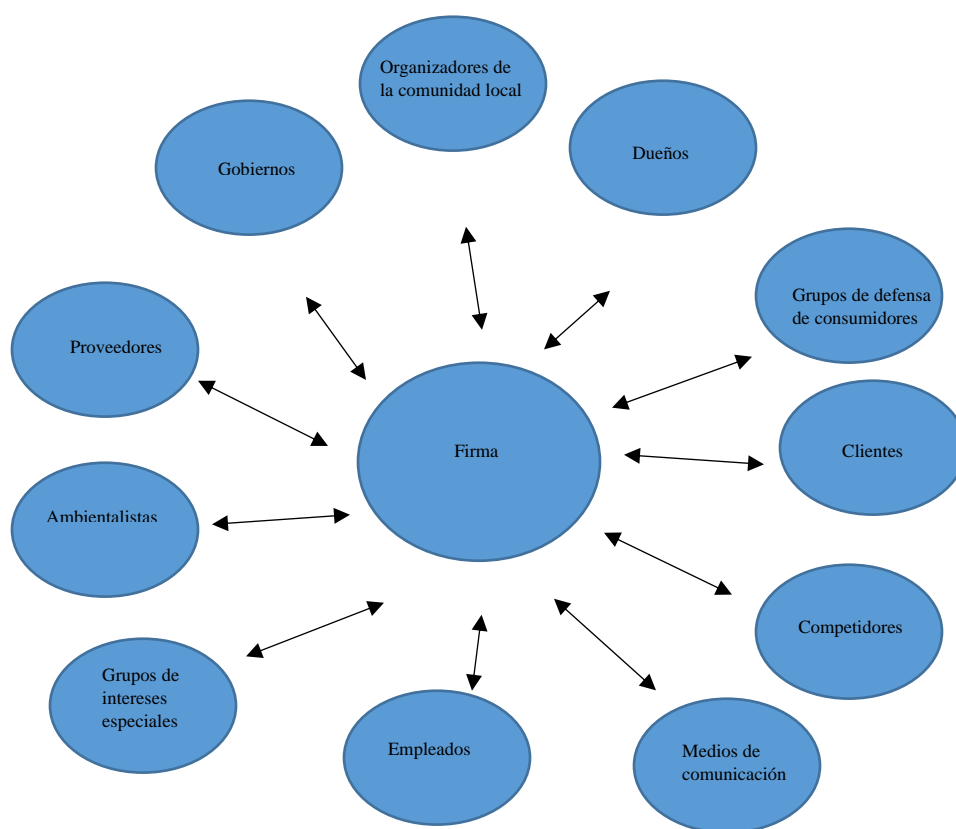 Organizadores de
la comunidad local
Dueños
Gobiernos
Grupos de defensa
de consumidores
Proveedores
Firma
Clientes
Ambientalistas
Competidores
Grupos de
intereses
especiales
Empleados
Medios de
comunicación